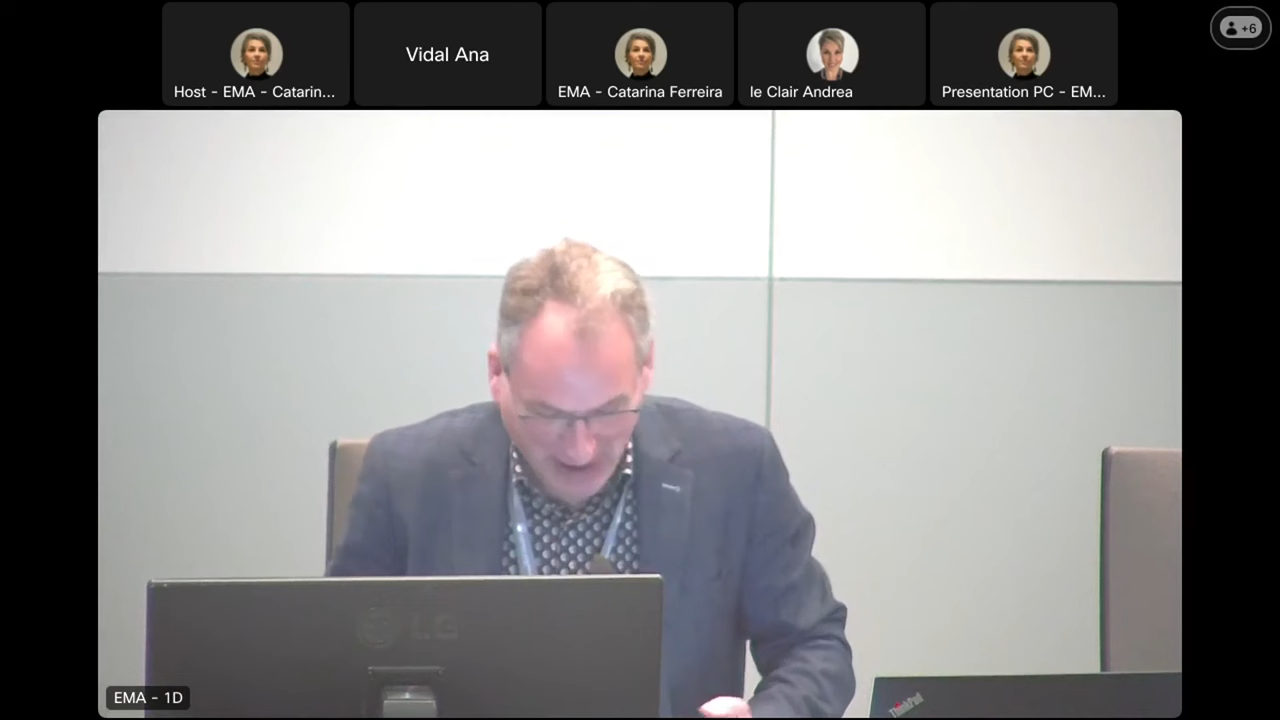 Host - EMA - Catarin...
Vidal Ana
EMA - Catarina Ferreira
le Clair Andrea
Presentation PC - EM...
+6
LG
EMA - 1D
ThinkPad